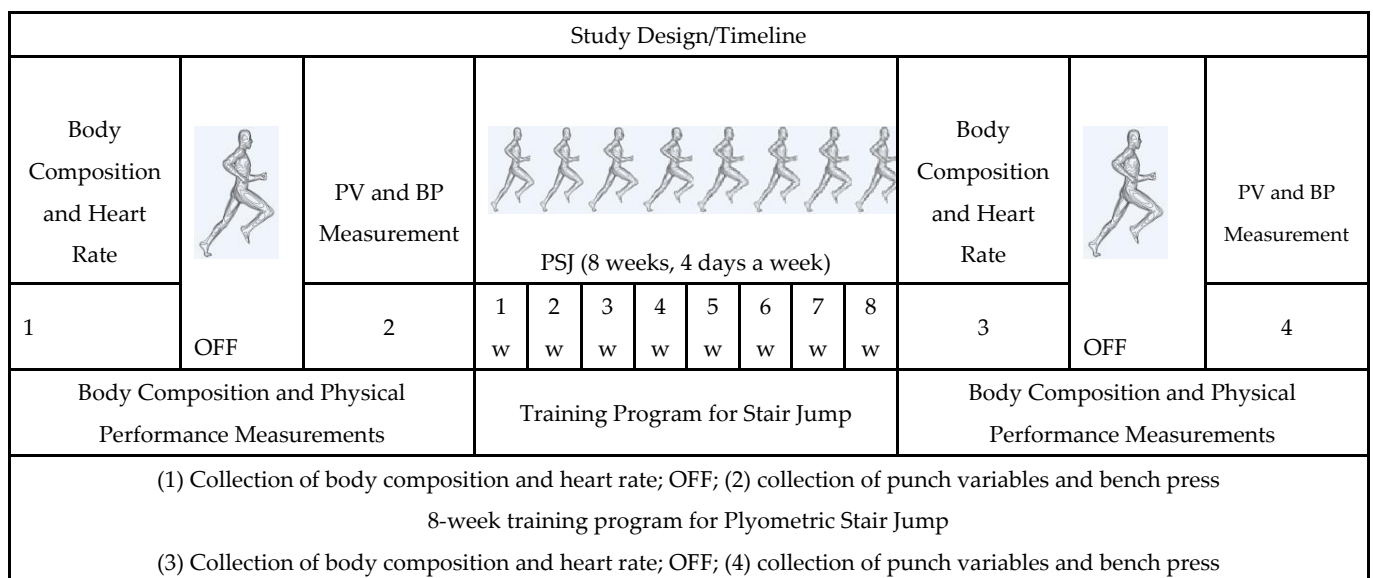 Study Design/Timeline
Body
Composition
and Heart
Rate
PV and BP
Measurement
PSJ (8 weeks, 4 days a week)
Body
Composition
and Heart
Rate
PV and BP
Measurement
1
OFF
2
1 2 3 4 5 6 7 8
w w w w w w w w
3
OFF
4
Body Composition and Physical
Performance Measurements
Training Program for Stair Jump
Body Composition and Physical
Performance Measurements
(1) Collection of body composition and heart rate; OFF; (2) collection of punch variables and bench press
8-week training program for Plyometric Stair Jump
(3) Collection of body composition and heart rate; OFF; (4) collection of punch variables and bench press